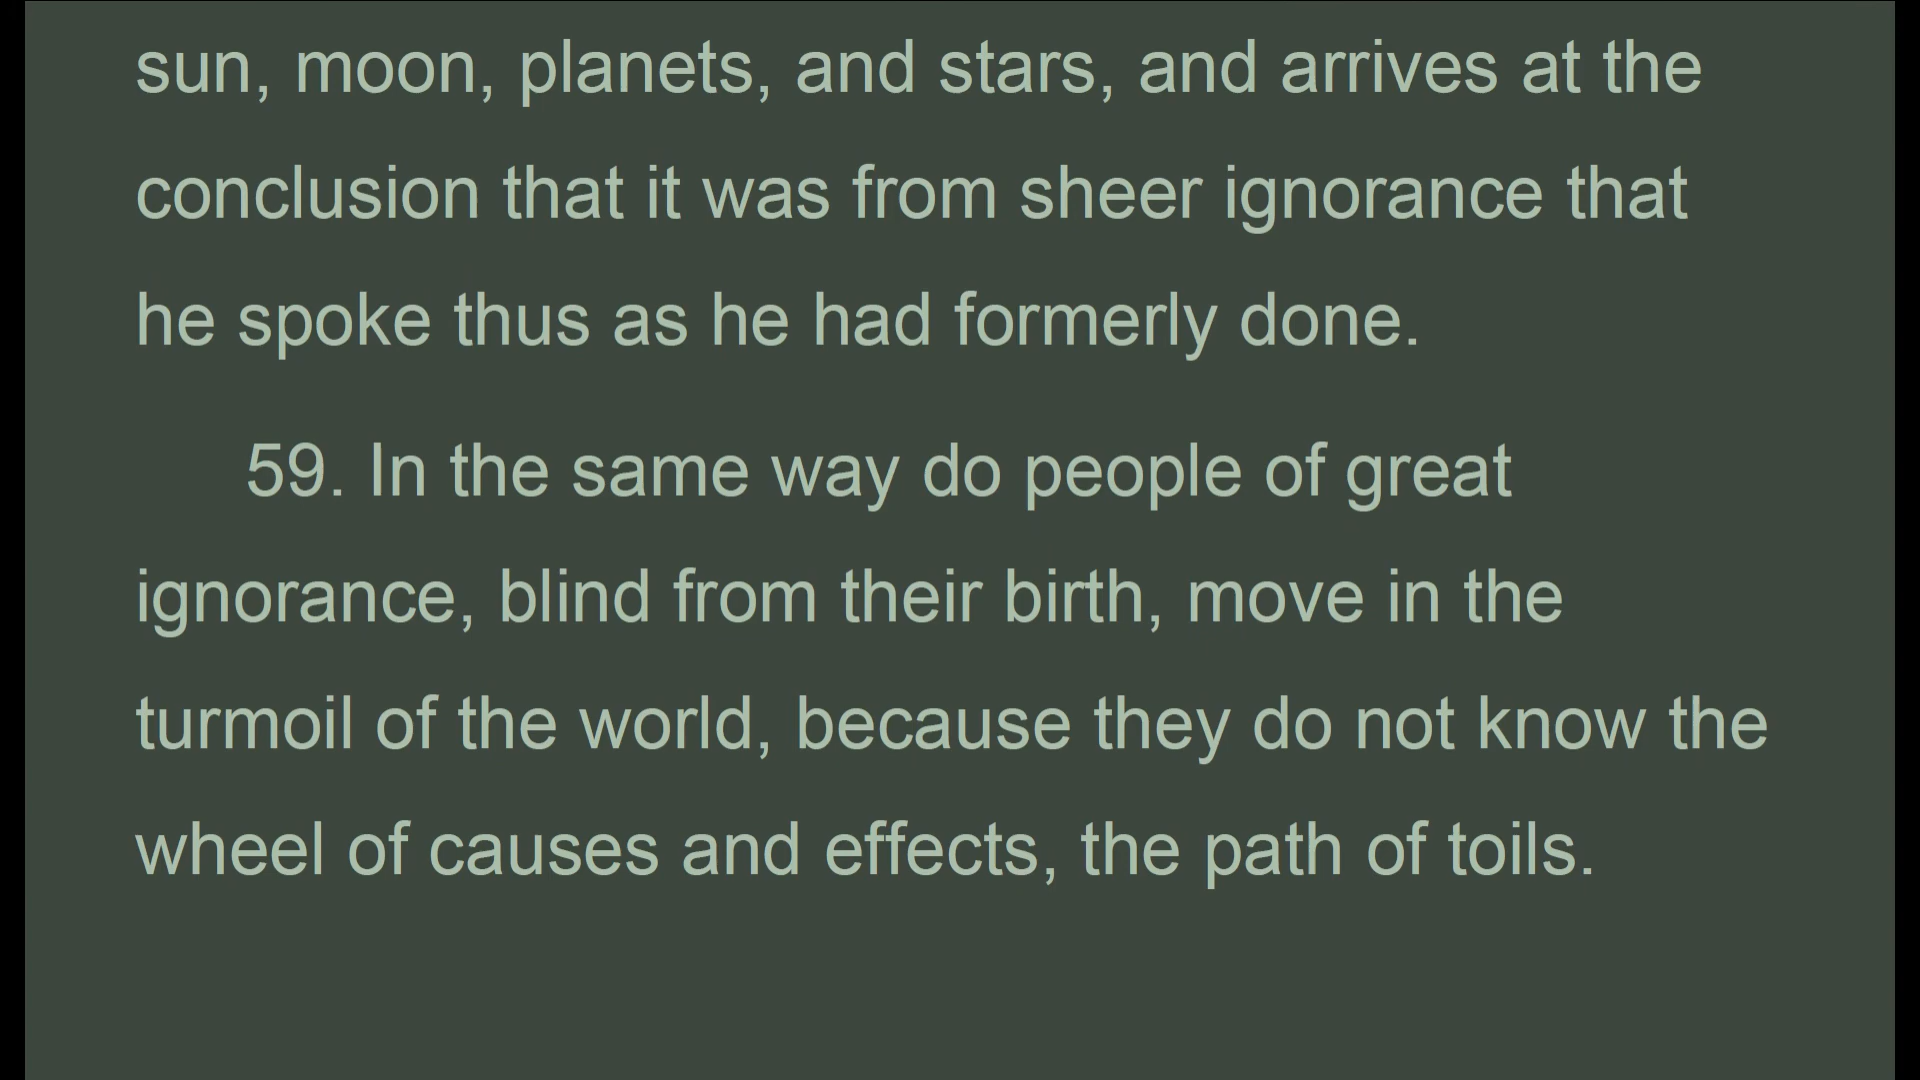 sun, moon, planets, and stars, and arrives at the
conclusion that it was from sheer ignorance that
he spoke thus as he had formerly done.
59. In the same way do people of great
ignorance, blind from their birth, move in the
turmoil of the world, because they do not know the
wheel of causes and effects, the path of toils.